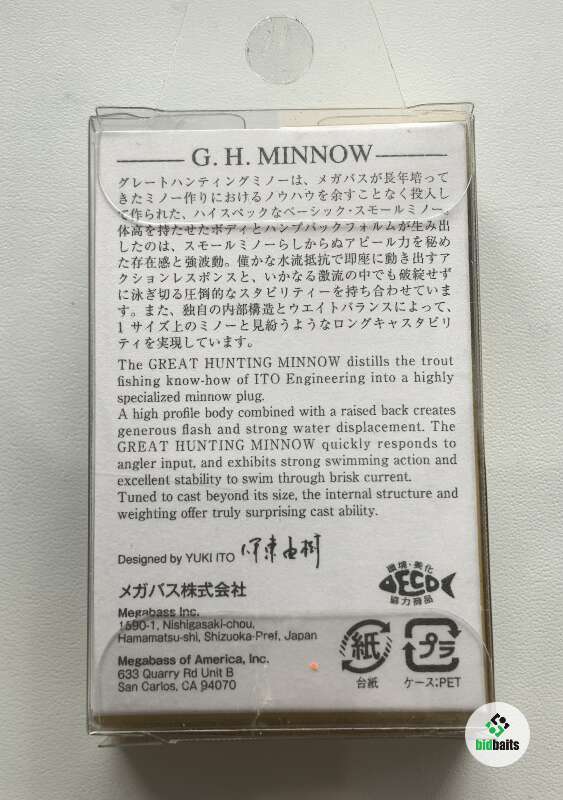 G. H. MINNOW
グレートハンティングミノーは、メガバスが長年培って
きたミノー作りにおけるノウハウを余すことなく投入し
て作られた、ハイスペックなベーシック・スモールミノー。
体高を持たせたボディとハンプバックフォルムが生み出
したのは、スモールミノーらしからぬアピール力を秘め
た存在感と強波動。僅かな水流抵抗で即座に動き出すア
クションレスポンスと、いかなる激流の中でも破綻せず
に泳ぎ切る圧倒的なスタビリティーを持ち合わせていま
す。また、独自の内部構造とウエイトバランスによって、
1 サイズ上のミノーと見紛うようなロングキャスタビリ
ティを実現しています。
The GREAT HUNTING MINNOW distills the trout
fishing know-how of ITO Engineering into a highly
specialized minnow plug.
A high profile body combined with a raised back creates
generous flash and strong water displacement. The
GREAT HUNTING MINNOW quickly responds to
angler input, and exhibits strong swimming action and
excellent stability to swim through brisk current.
Tuned to cast beyond its size, the internal structure and
weighting offer truly surprising cast ability.
Designed by YUKI ITO 伊東由樹
メガバス株式会社
Megabass Inc.
1590-1, Nishigasaki-chou,
Hamamatsu-shi, Shizuoka-Pref, Japan
Megabass of America, Inc.
633 Quarry Rd Unit B
San Carlos, CA 94070
環境・美化
ECO
協力商品
紙
台紙
プラ
ケース:PET
bidbaits